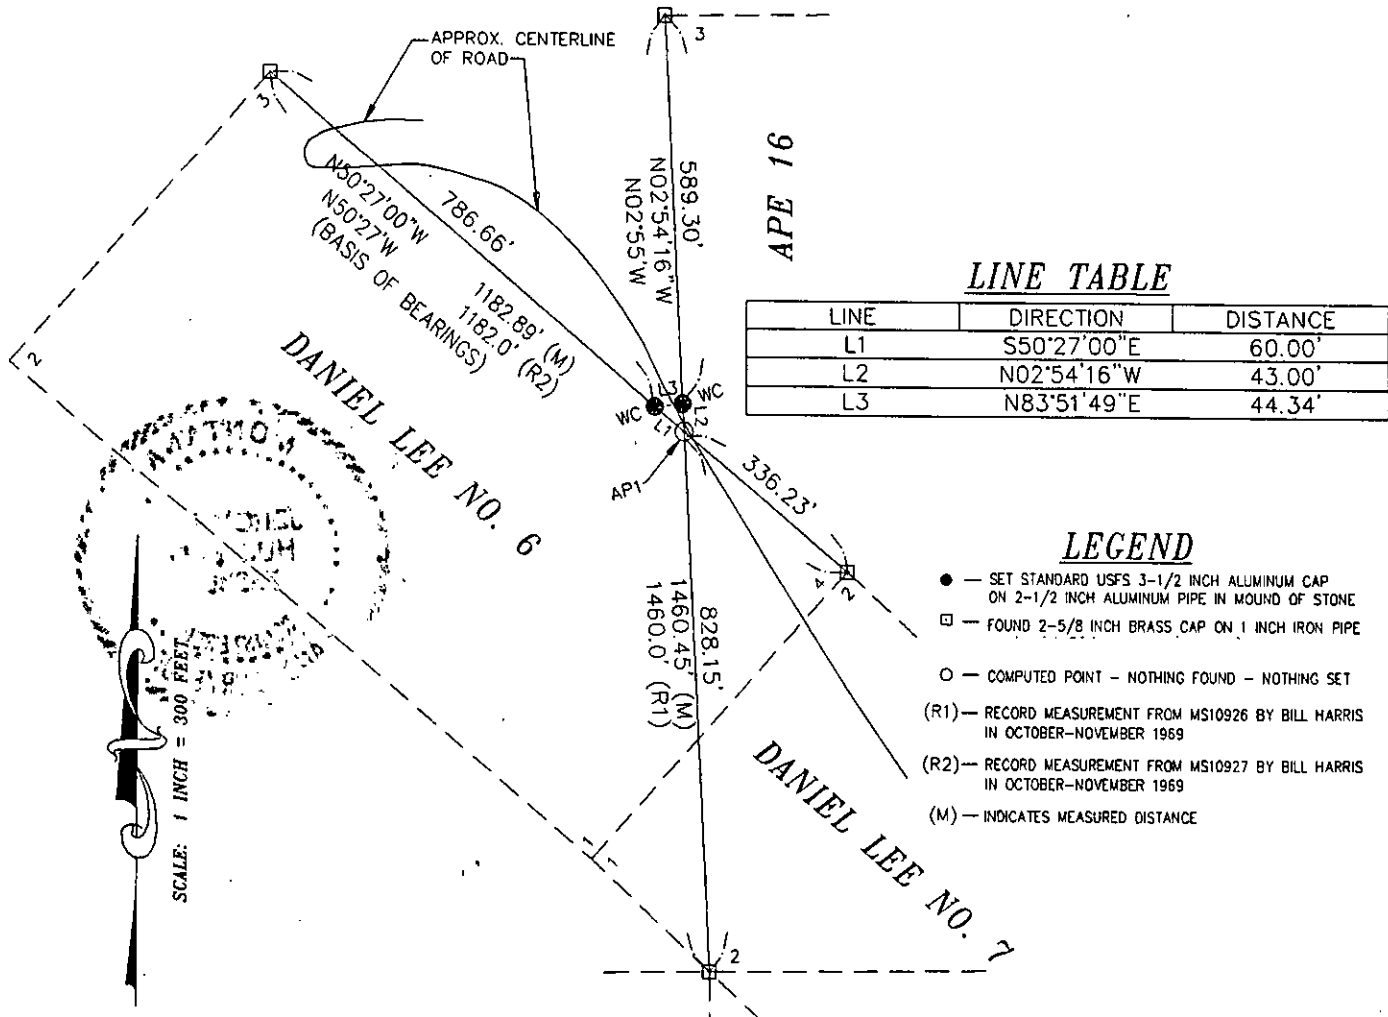 3
APPROX. CENTERLINE
OF ROAD
3
N50°27'00"W
N50°27'W
(BASIS OF BEARINGS)
786.66'
1182.89' (M)
1182.0' (R2)
589.30'
N02°54'16"W
N02°55'W
APE 16
LINE TABLE
LINE DIRECTION DISTANCE
L1 S50°27'00"E 60.00'
L2 N02°54'16"W 43.00'
L3 N83°51'49"E 44.34'
2
DANIEL LEE NO. 6
WC
L3
WC
L1
L2
AP1
336.23'
4
2
828.15'
1460.45' (M)
1460.0' (R1)
MONTANA
LEGEND
— SET STANDARD USFS 3-1/2 INCH ALUMINUM CAP
ON 2-1/2 INCH ALUMINUM PIPE IN MOUND OF STONE
— FOUND 2-5/8 INCH BRASS CAP ON 1 INCH IRON PIPE
— COMPUTED POINT – NOTHING FOUND – NOTHING SET
(R1) — RECORD MEASUREMENT FROM MS10926 BY BILL HARRIS
IN OCTOBER–NOVEMBER 1969
(R2) — RECORD MEASUREMENT FROM MS10927 BY BILL HARRIS
IN OCTOBER–NOVEMBER 1969
(M) — INDICATES MEASURED DISTANCE
SCALE: 1 INCH = 300 FEET
1
1
DANIEL LEE NO. 7
2